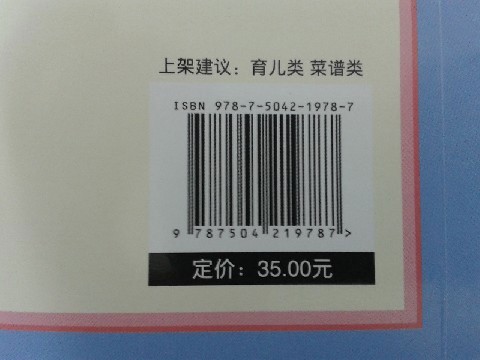 上架建议：育儿类 菜谱类
ISBN 978-7-5042-1978-7
9 787504 219787 >
定价：35.00元